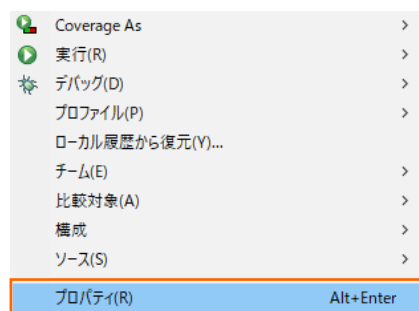 Coverage As
実行(R)
デバッグ(D)
プロファイル(P)
ローカル履歴から復元(Y)...
チーム(E)
比較対象(A)
構成
ソース(S)
プロパティ(R) Alt+Enter